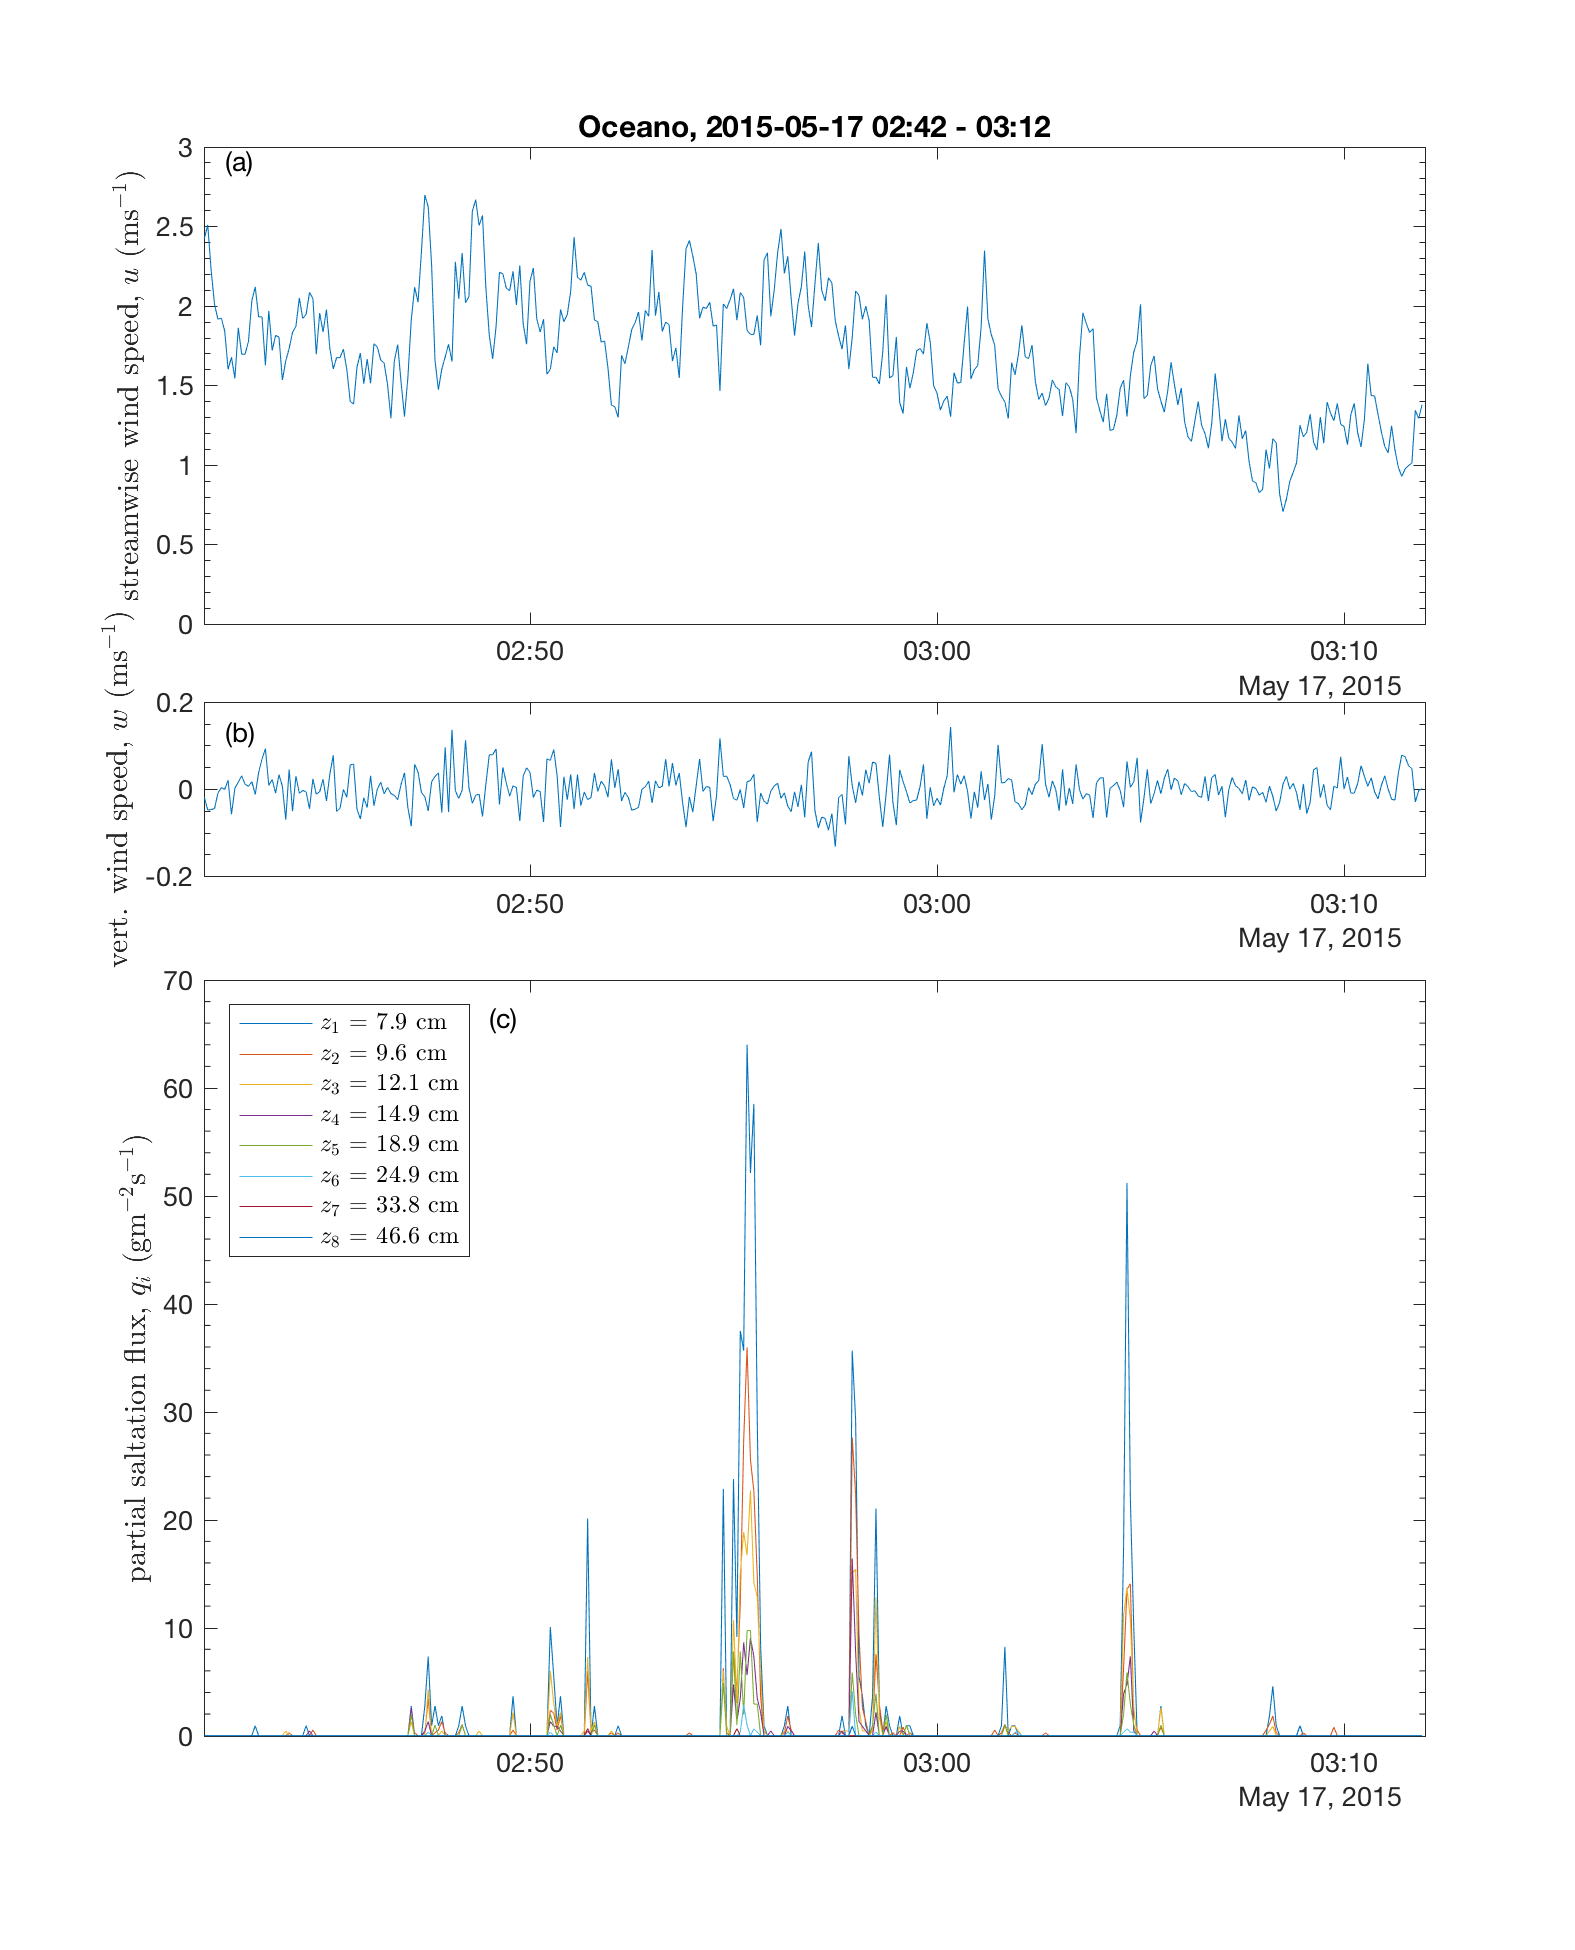 Oceano, 2015-05-17 02:42 - 03:12
(a)
streamwise wind speed, u (ms⁻¹)
3
2.5
2
1.5
1
0.5
0
02:50 03:00 03:10
May 17, 2015
(b)
vert. wind speed, w (ms⁻¹)
0.2
0
-0.2
02:50 03:00 03:10
May 17, 2015
(c)
partial saltation flux, qᵢ (gm⁻²s⁻¹)
70
60
50
40
30
20
10
0
z₁ = 7.9 cm
z₂ = 9.6 cm
z₃ = 12.1 cm
z₄ = 14.9 cm
z₅ = 18.9 cm
z₆ = 24.9 cm
z₇ = 33.8 cm
z₈ = 46.6 cm
02:50 03:00 03:10
May 17, 2015